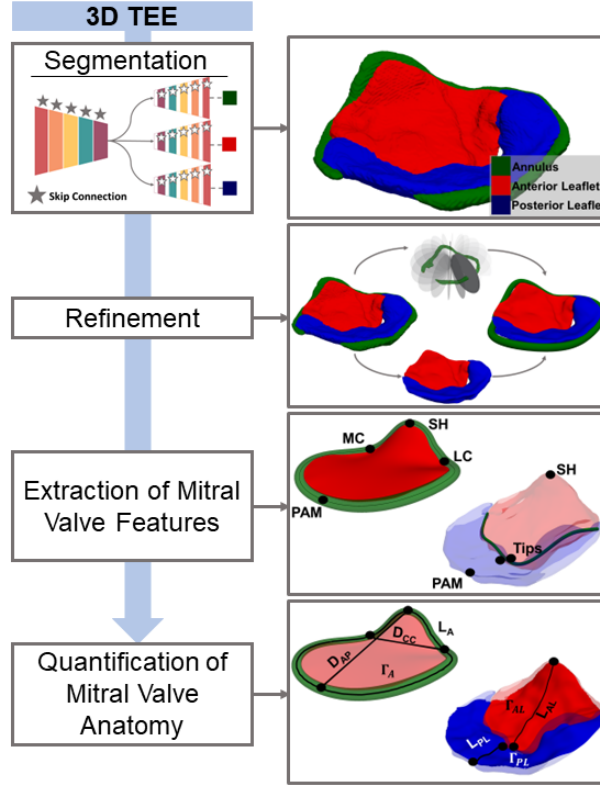 3D TEE
Segmentation
Skip Connection
Annulus
Anterior Leaflet
Posterior Leaflet
Refinement
Extraction of Mitral
Valve Features
SH
MC
LC
PAM
SH
Tips
PAM
Quantification of
Mitral Valve
Anatomy
L_A
D_CC
D_AP
Γ_A
Γ_AL
L_AL
L_PL
Γ_PL